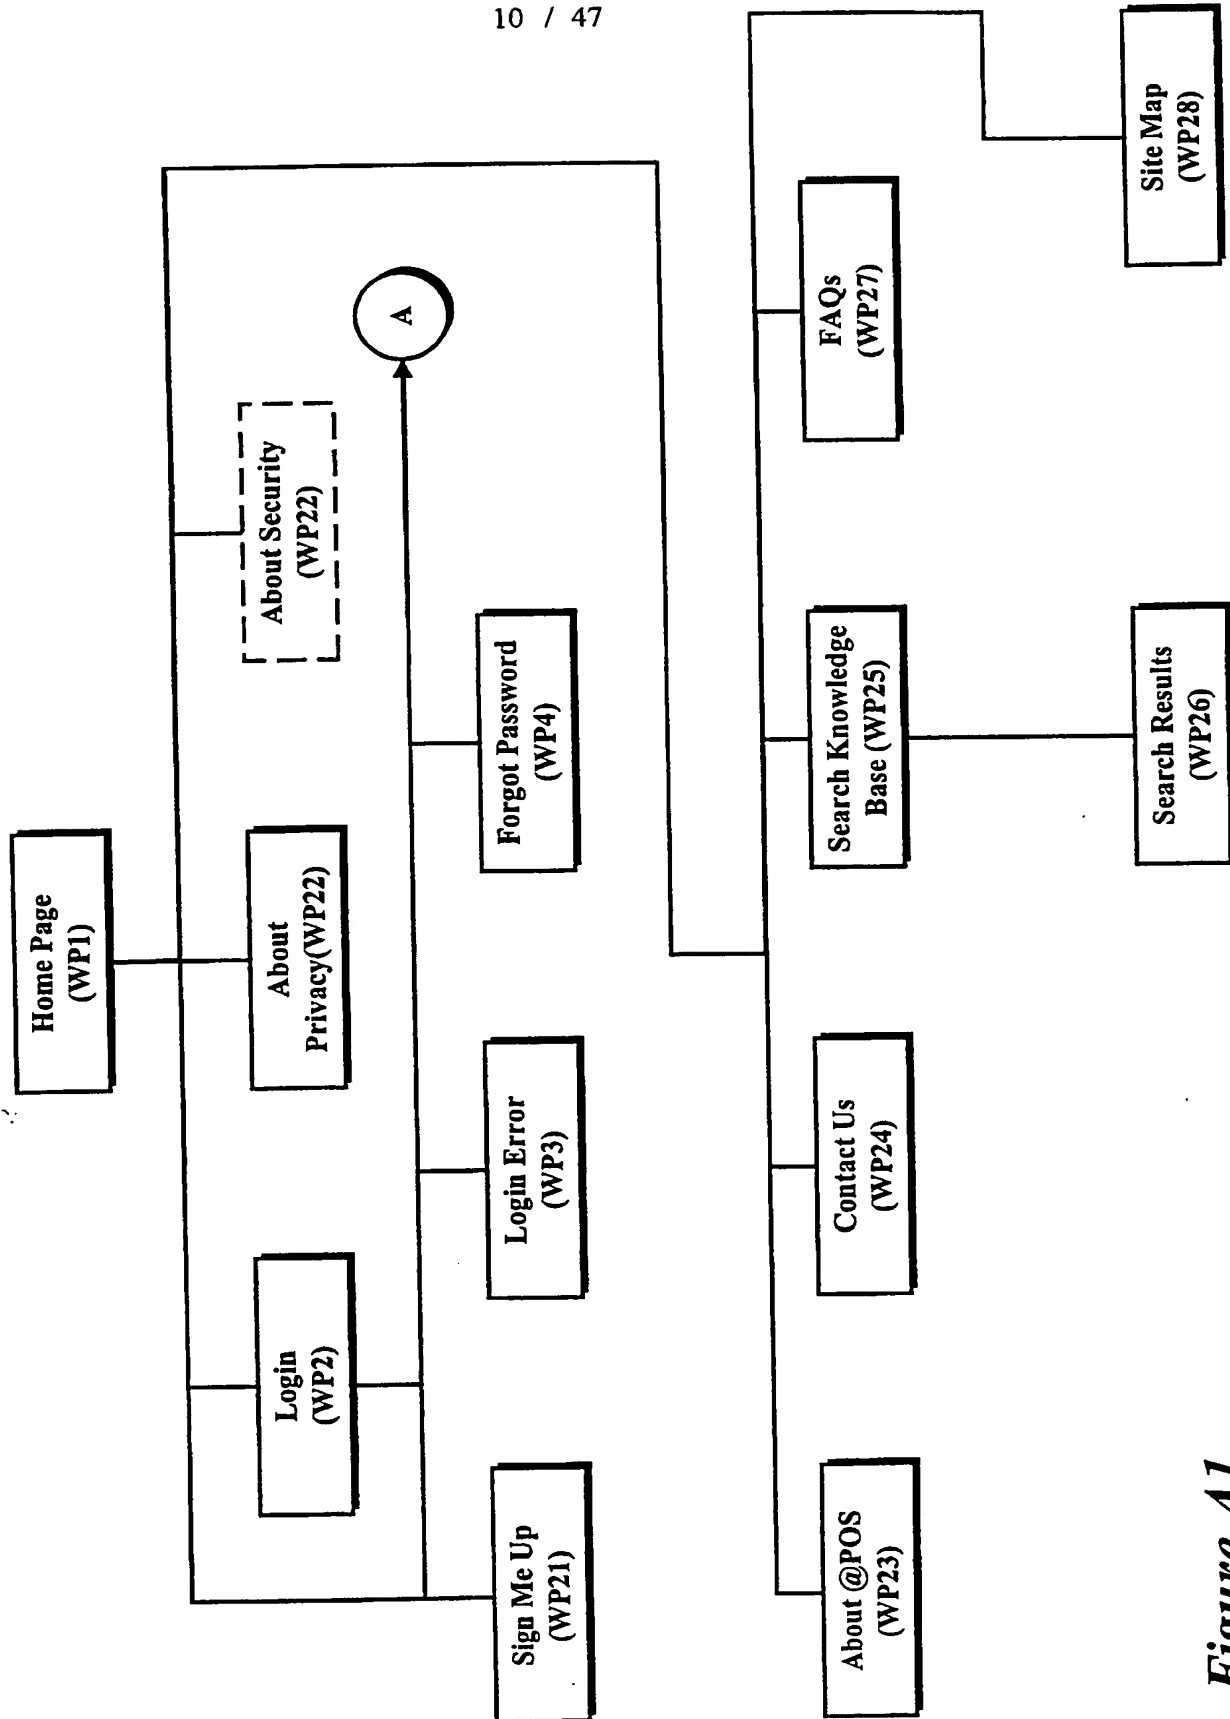 10 / 47
Home Page
(WP1)
Login
(WP2)
About
Privacy(WP22)
About Security
(WP22)
A
Sign Me Up
(WP21)
Login Error
(WP3)
Forgot Password
(WP4)
About @POS
(WP23)
Contact Us
(WP24)
Search Knowledge
Base (WP25)
FAQs
(WP27)
Search Results
(WP26)
Site Map
(WP28)
Figure A1